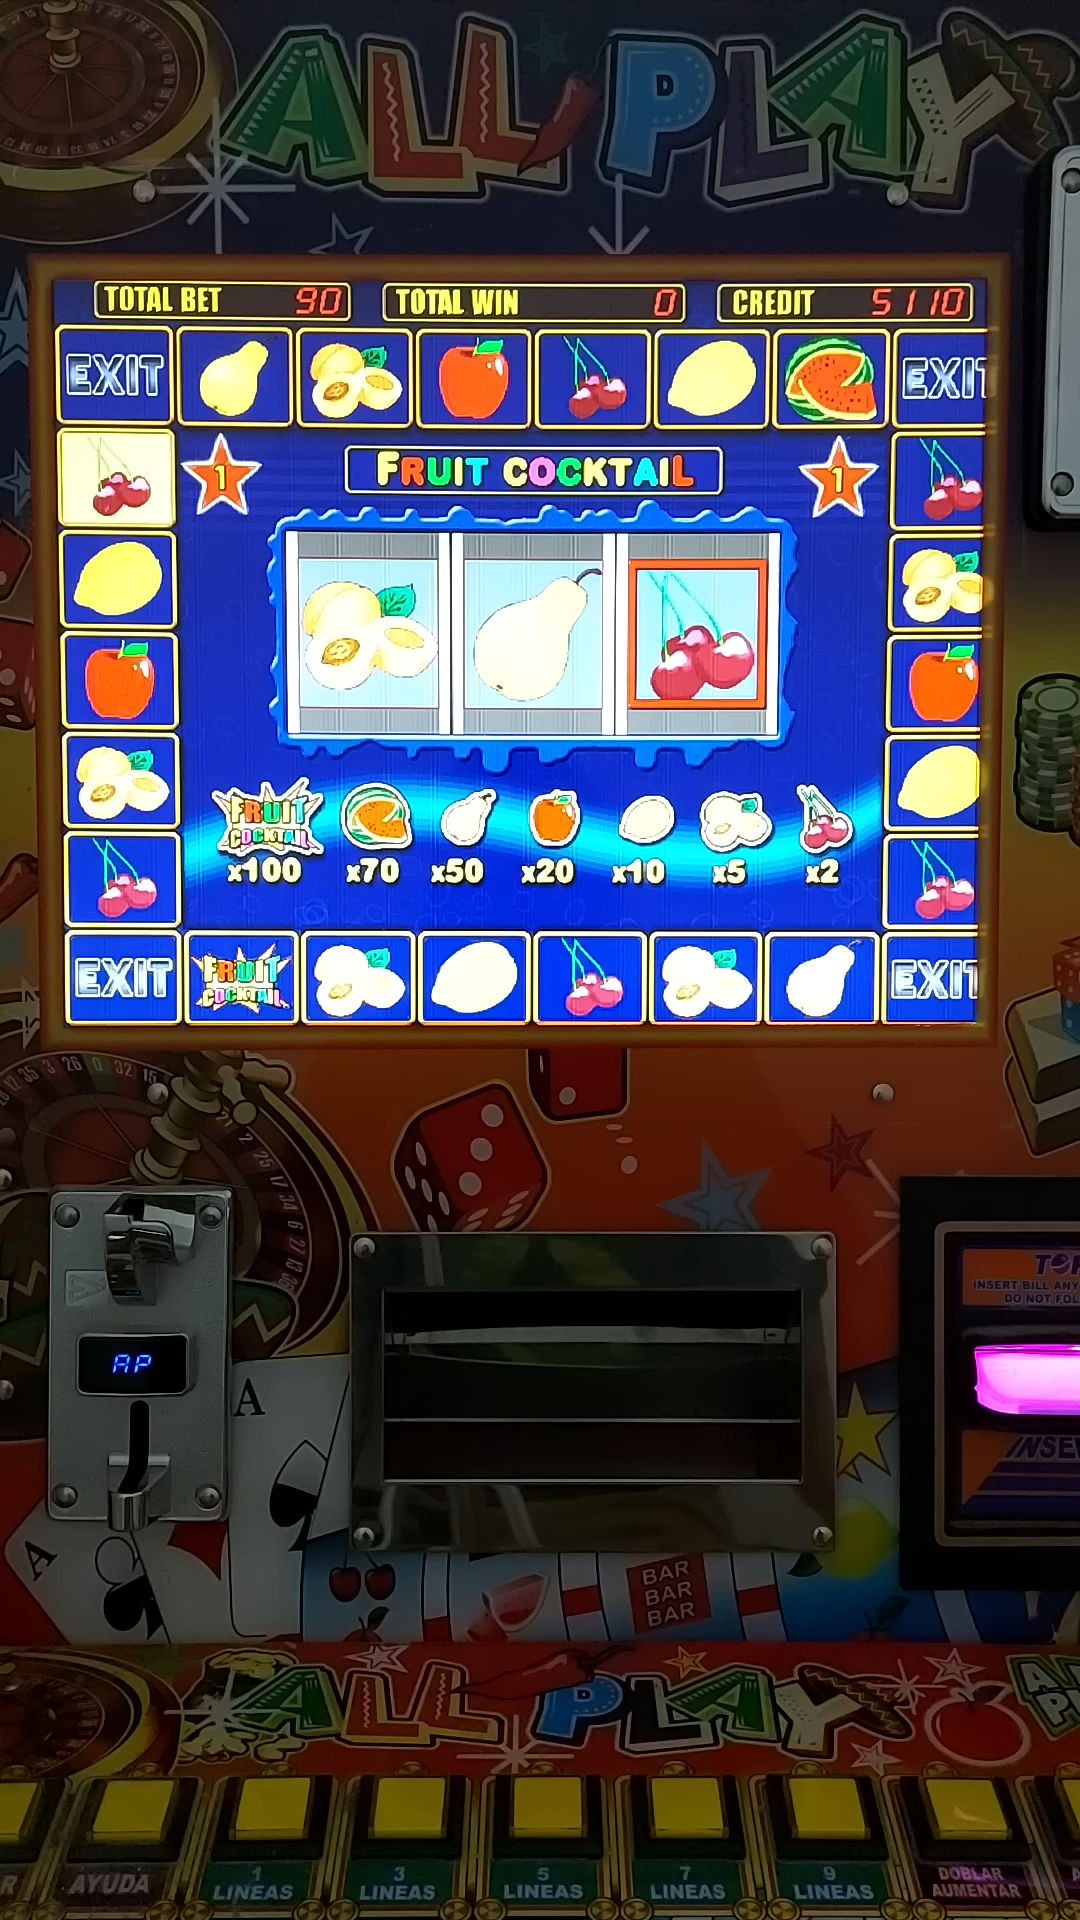 ALL PLAY
TOTAL BET 90 TOTAL WIN 0 CREDIT 5110
EXIT EXIT
1 FRUIT COCKTAIL 1
FRUIT
COCKTAIL
x100 x70 x50 x20 x10 x5 x2
EXIT FRUIT
COCKTAIL EXIT
INSERT BILL ANY
DO NOT
AP
A
A
BAR
BAR
BAR
ALL PLAY
AYUDA
1
LINEAS
3
LINEAS
5
LINEAS
7
LINEAS
9
LINEAS
DOBLAR
AUMENTAR